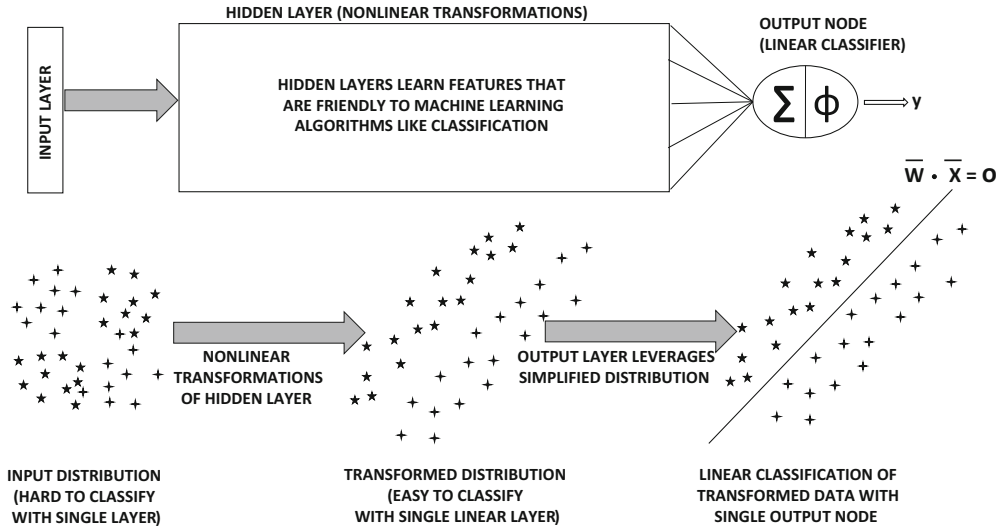 HIDDEN LAYER (NONLINEAR TRANSFORMATIONS)
INPUT LAYER
HIDDEN LAYERS LEARN FEATURES THAT
ARE FRIENDLY TO MACHINE LEARNING
ALGORITHMS LIKE CLASSIFICATION
OUTPUT NODE
(LINEAR CLASSIFIER)
∑ ϕ
y
W̅ · X̅ = 0
NONLINEAR
TRANSFORMATIONS
OF HIDDEN LAYER
OUTPUT LAYER LEVERAGES
SIMPLIFIED DISTRIBUTION
INPUT DISTRIBUTION
(HARD TO CLASSIFY
WITH SINGLE LAYER)
TRANSFORMED DISTRIBUTION
(EASY TO CLASSIFY
WITH SINGLE LINEAR LAYER)
LINEAR CLASSIFICATION OF
TRANSFORMED DATA WITH
SINGLE OUTPUT NODE